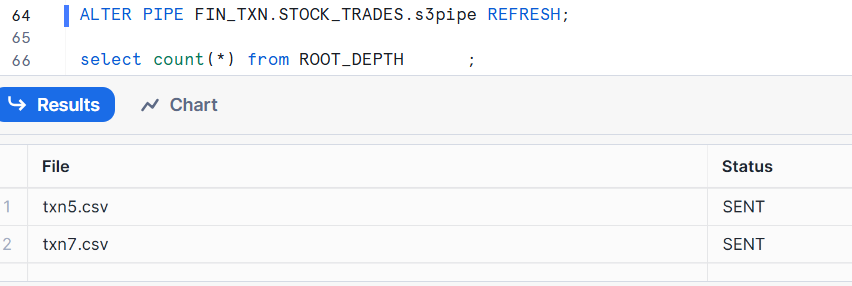 64 ALTER PIPE FIN_TXN.STOCK_TRADES.s3pipe REFRESH;
65
66 select count(*) from ROOT_DEPTH ;
Results Chart
File Status
1 txn5.csv SENT
2 txn7.csv SENT